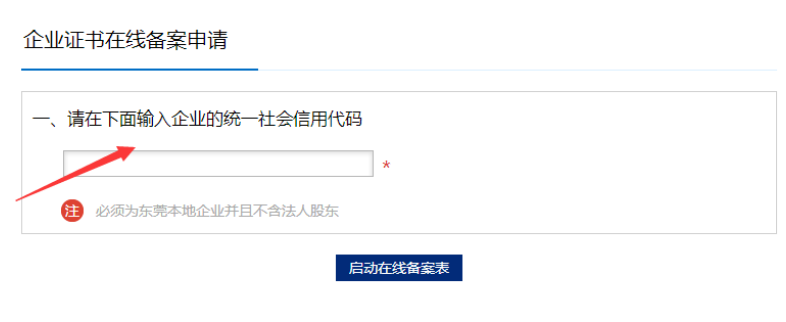 企业证书在线备案申请
一、请在下面输入企业的统一社会信用代码
*
注 必须为东莞本地企业并且不含法人股东
启动在线备案表